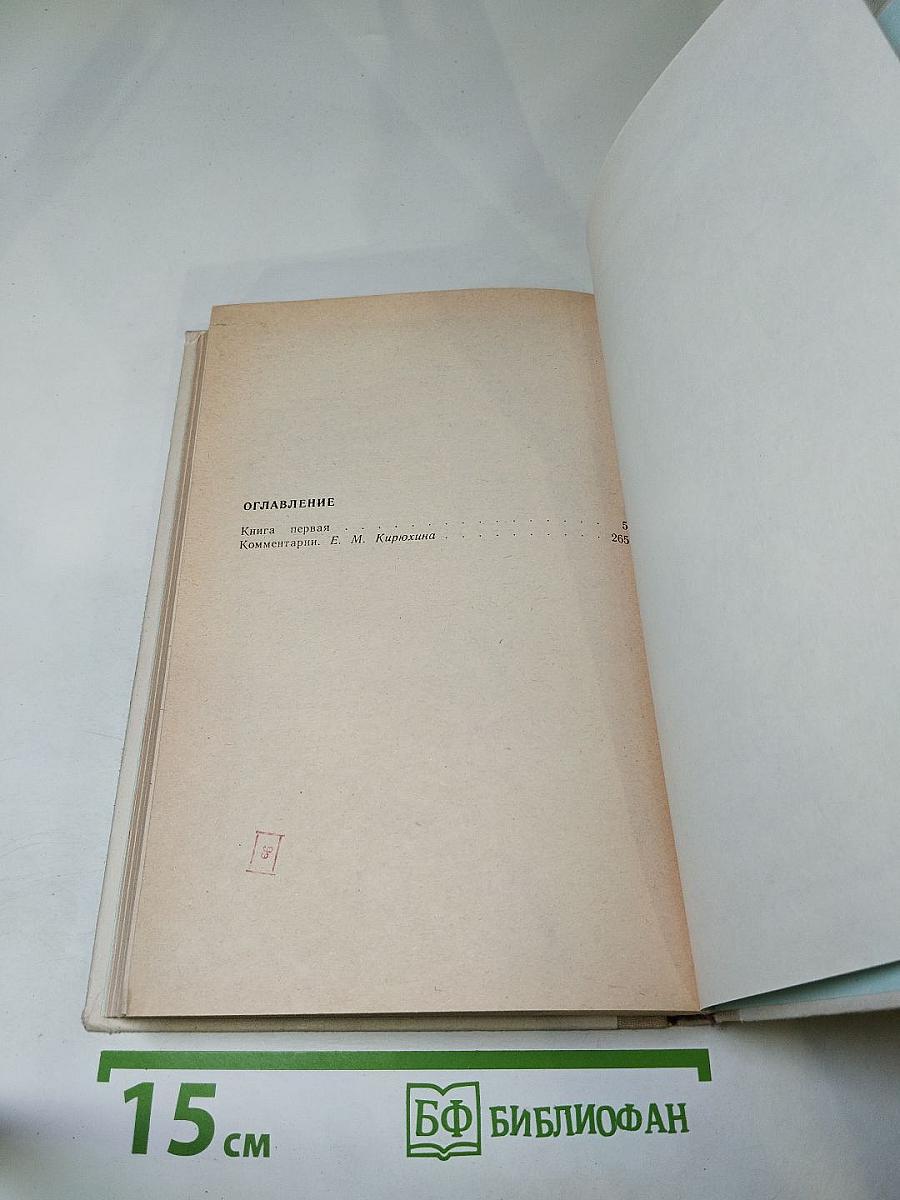 ОГЛАВЛЕНИЕ
Книга первая . . . . . . . . . . . . . . . . 5
Комментарии. Е. М. Кирюхина . . . . . . . . . . 265
15 см
БФ БИБЛИОФАН